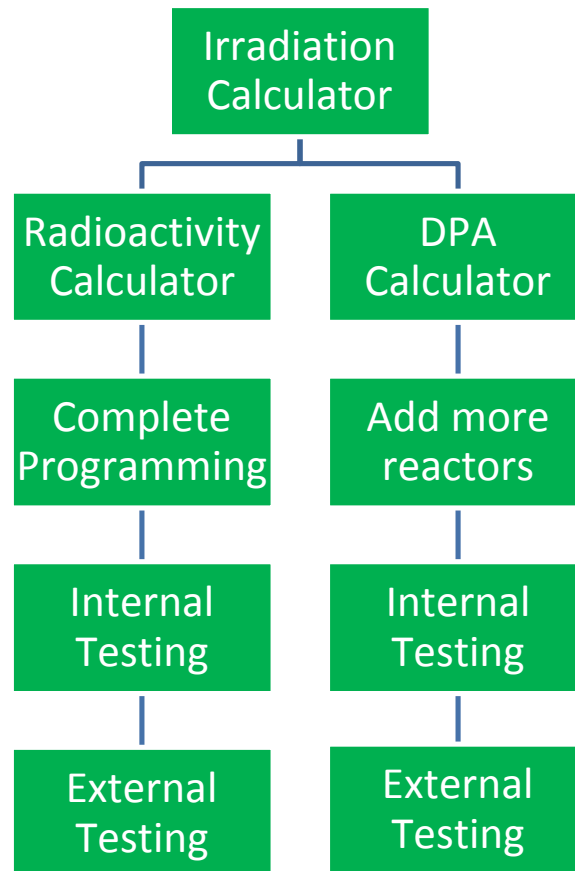 Irradiation
Calculator
Radioactivity
Calculator
DPA
Calculator
Complete
Programming
Add more
reactors
Internal
Testing
Internal
Testing
External
Testing
External
Testing